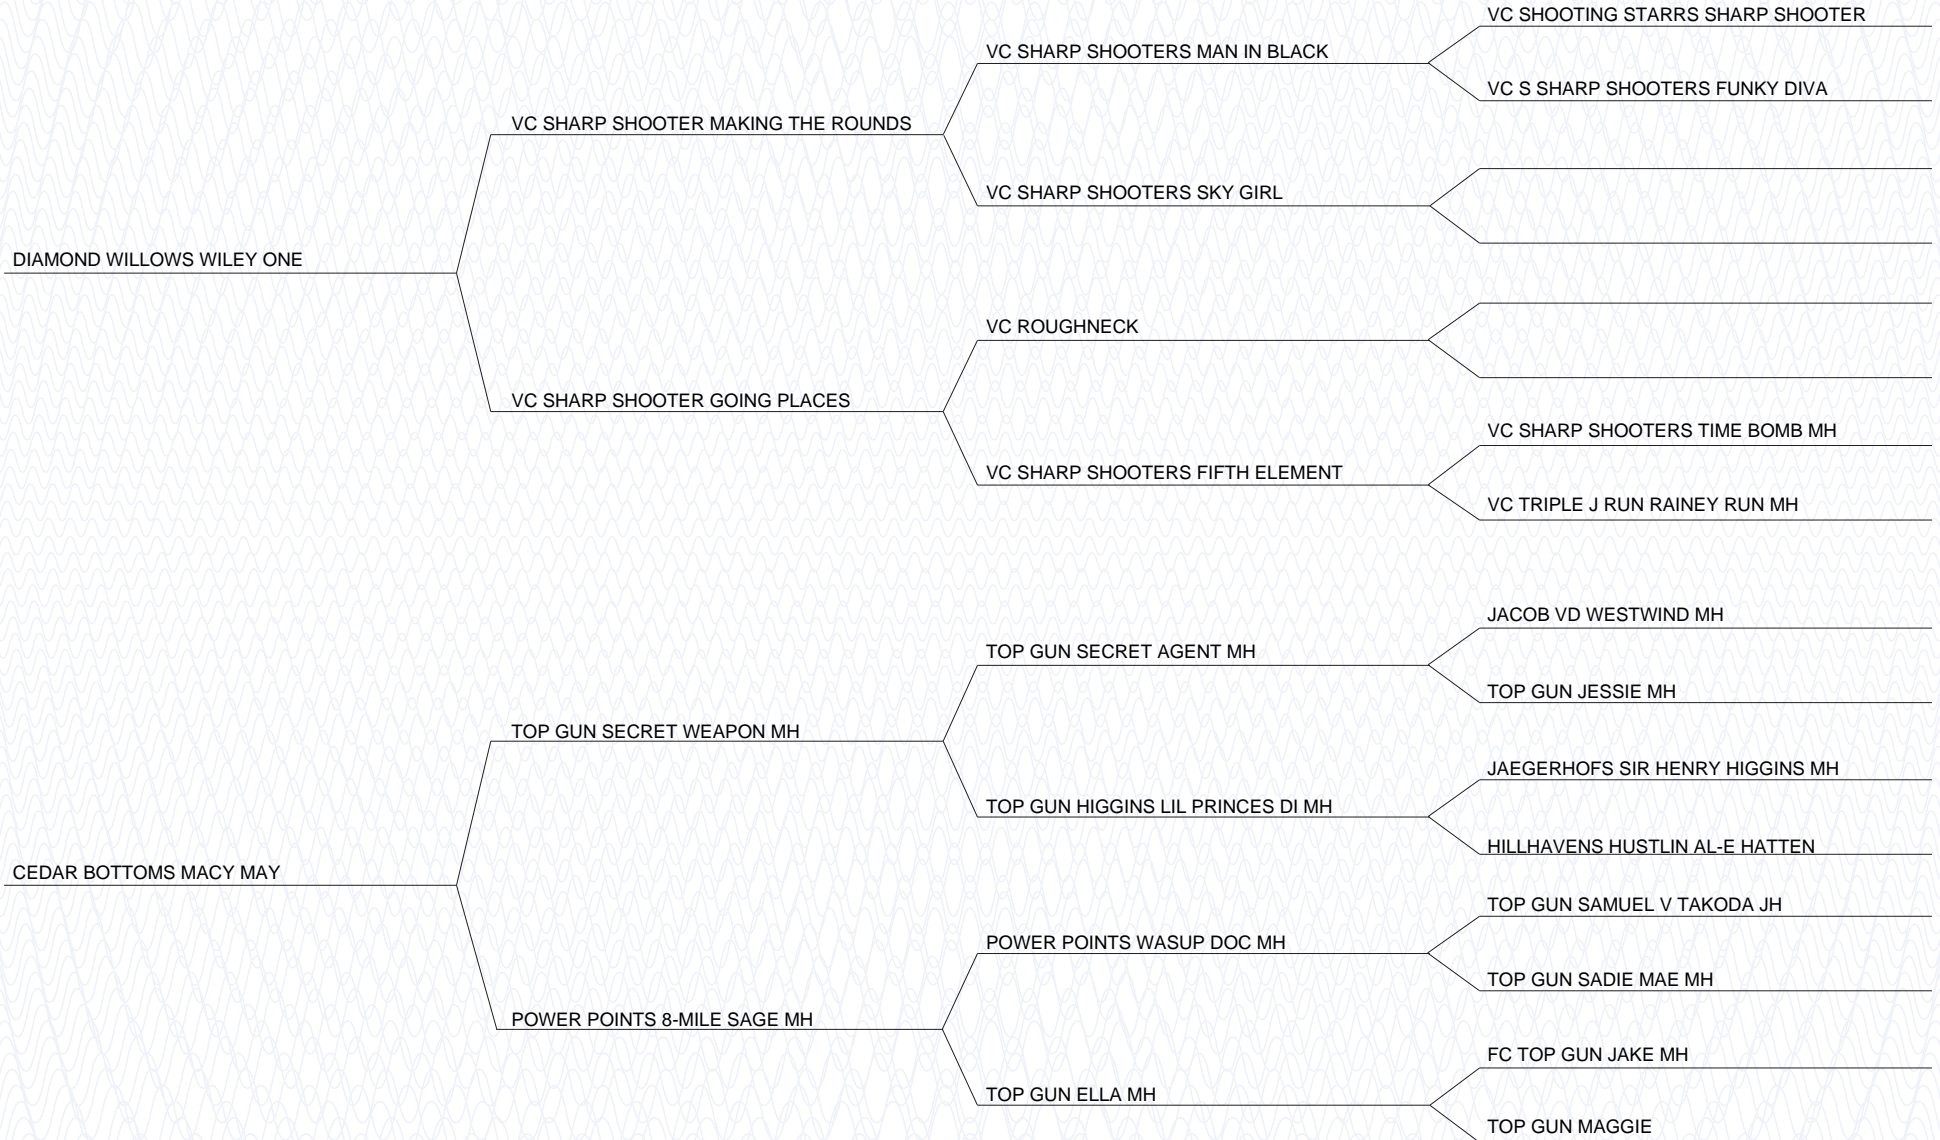 VC SHOOTING STARRS SHARP SHOOTER
VC SHARP SHOOTERS MAN IN BLACK
VC S SHARP SHOOTERS FUNKY DIVA
VC SHARP SHOOTER MAKING THE ROUNDS
VC SHARP SHOOTERS SKY GIRL
DIAMOND WILLOWS WILEY ONE
VC ROUGHNECK
VC SHARP SHOOTER GOING PLACES
VC SHARP SHOOTERS TIME BOMB MH
VC SHARP SHOOTERS FIFTH ELEMENT
VC TRIPLE J RUN RAINEY RUN MH
JACOB VD WESTWIND MH
TOP GUN SECRET AGENT MH
TOP GUN JESSIE MH
TOP GUN SECRET WEAPON MH
JAEGERHOFS SIR HENRY HIGGINS MH
TOP GUN HIGGINS LIL PRINCES DI MH
HILLHAVENS HUSTLIN AL-E HATTEN
CEDAR BOTTOMS MACY MAY
TOP GUN SAMUEL V TAKODA JH
POWER POINTS WASUP DOC MH
TOP GUN SADIE MAE MH
POWER POINTS 8-MILE SAGE MH
FC TOP GUN JAKE MH
TOP GUN ELLA MH
TOP GUN MAGGIE